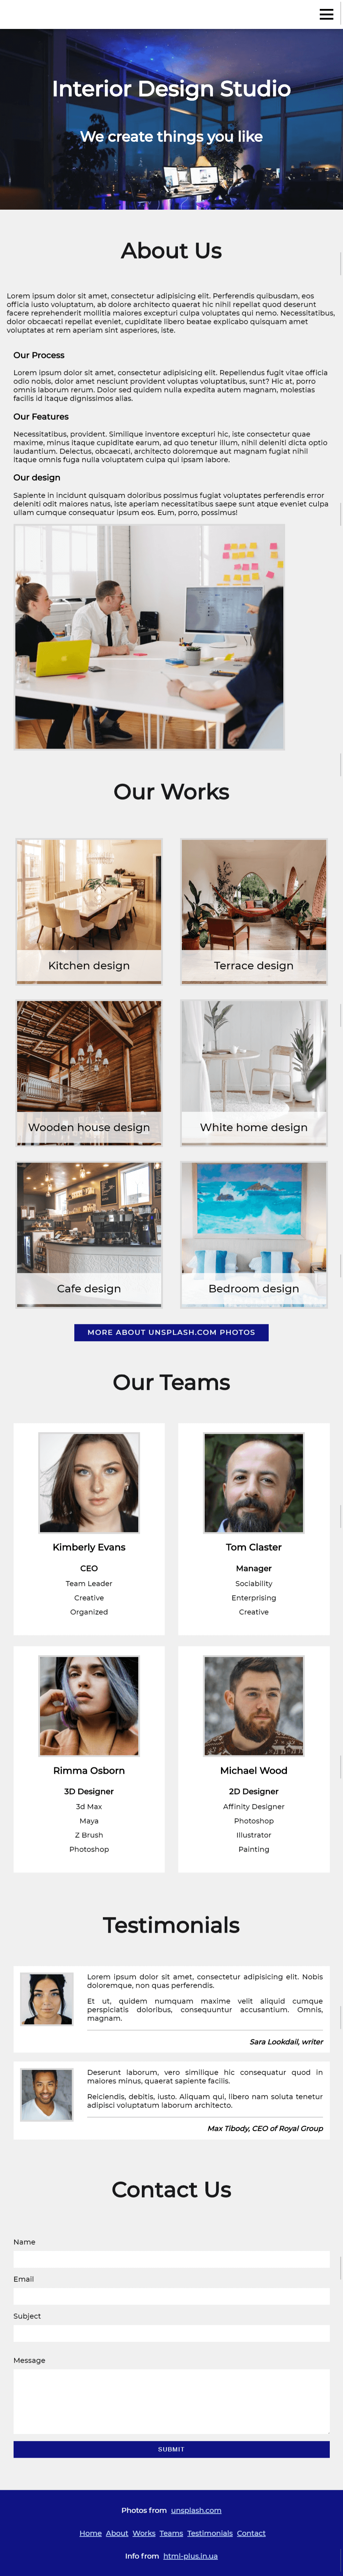 Interior Design Studio
We create things you like
About Us
Lorem ipsum dolor sit amet, consectetur adipisicing elit. Perferendis quibusdam, eos
officia iusto voluptatum, ab dolore architecto quaerat hic nihil repellat quod deserunt
facere reprehenderit mollitia maiores excepturi culpa voluptates qui nemo. Necessitatibus,
dolor obcaecati repellat eveniet, cupiditate libero beatae explicabo quisquam amet
voluptates at rem aperiam sint asperiores, iste.
Our Process
Lorem ipsum dolor sit amet, consectetur adipisicing elit. Repellendus fugit vitae officia
odio nobis, dolor amet nesciunt provident voluptas voluptatibus, sunt? Hic at, porro
omnis labore rerum. Dolor sed quidem nulla expedita autem magnam, molestias
facilis id itaque dignissimos alias.
Our Features
Necessitatibus, provident. Similique inventore excepturi hic, iste consectetur quae
maxime, minus itaque cupiditate earum, ad quo tenetur illum, nihil deleniti dicta optio
laudantium. Delectus, obcaecati, architecto doloremque aut magnam fugiat nihil
itaque omnis fuga nulla voluptatem culpa qui ipsam labore.
Our design
Sapiente in incidunt quisquam doloribus possimus fugiat voluptates perferendis error
deleniti odit maiores natus, iste aperiam necessitatibus saepe sunt atque eveniet culpa
ullam cumque consequatur ipsum eos. Eum, porro, possimus!
Our Works
Kitchen design
Terrace design
Wooden house design
White home design
Cafe design
Bedroom design
MORE ABOUT UNSPLASH.COM PHOTOS
Our Teams
Kimberly Evans
CEO
Team Leader
Creative
Organized
Tom Claster
Manager
Sociability
Enterprising
Creative
Rimma Osborn
3D Designer
3d Max
Maya
Z Brush
Photoshop
Michael Wood
2D Designer
Affinity Designer
Photoshop
Illustrator
Painting
Testimonials
Lorem ipsum dolor sit amet, consectetur adipisicing elit. Nobis
doloremque, non quas perferendis.
Et ut, quidem numquam maxime velit aliquid cumque
perspiciatis doloribus, consequuntur accusantium. Omnis,
magnam.
Sara Lookdail, writer
Deserunt laborum, vero similique hic consequatur quod in
maiores minus, quaerat sapiente facilis.
Reiciendis, debitis, iusto. Aliquam qui, libero nam soluta tenetur
adipisci voluptatum laborum architecto.
Max Tibody, CEO of Royal Group
Contact Us
Name
Email
Subject
Message
SUBMIT
Photos from unsplash.com
Home About Works Teams Testimonials Contact
Info from html-plus.in.ua